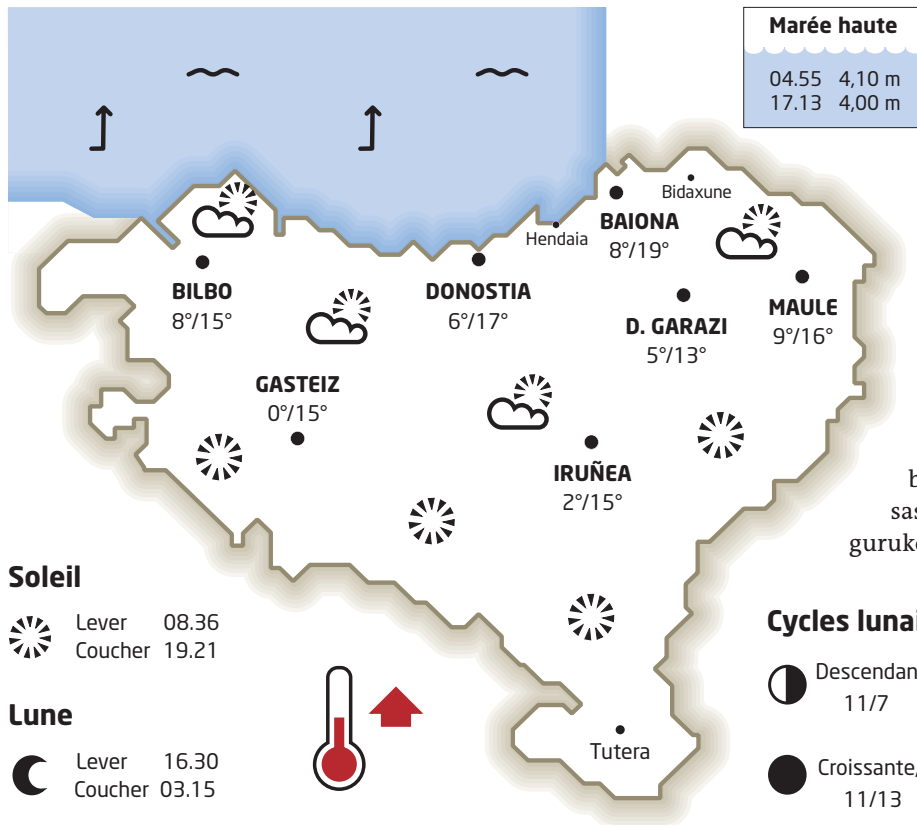 Marée haute
04.55 4,10 m
17.13 4,00 m
Bidaxune
BAIONA
8°/19°
Hendaia
BILBO
8°/15°
DONOSTIA
6°/17°
D. GARAZI
5°/13°
MAULE
9°/16°
GASTEIZ
0°/15°
IRUÑEA
2°/15°
Tutera
Soleil
Lever 08.36
Coucher 19.21
Lune
Lever 16.30
Coucher 03.15
b
sas
guruk
Cycles lunai
Descendan
11/7
Croissante,
11/13